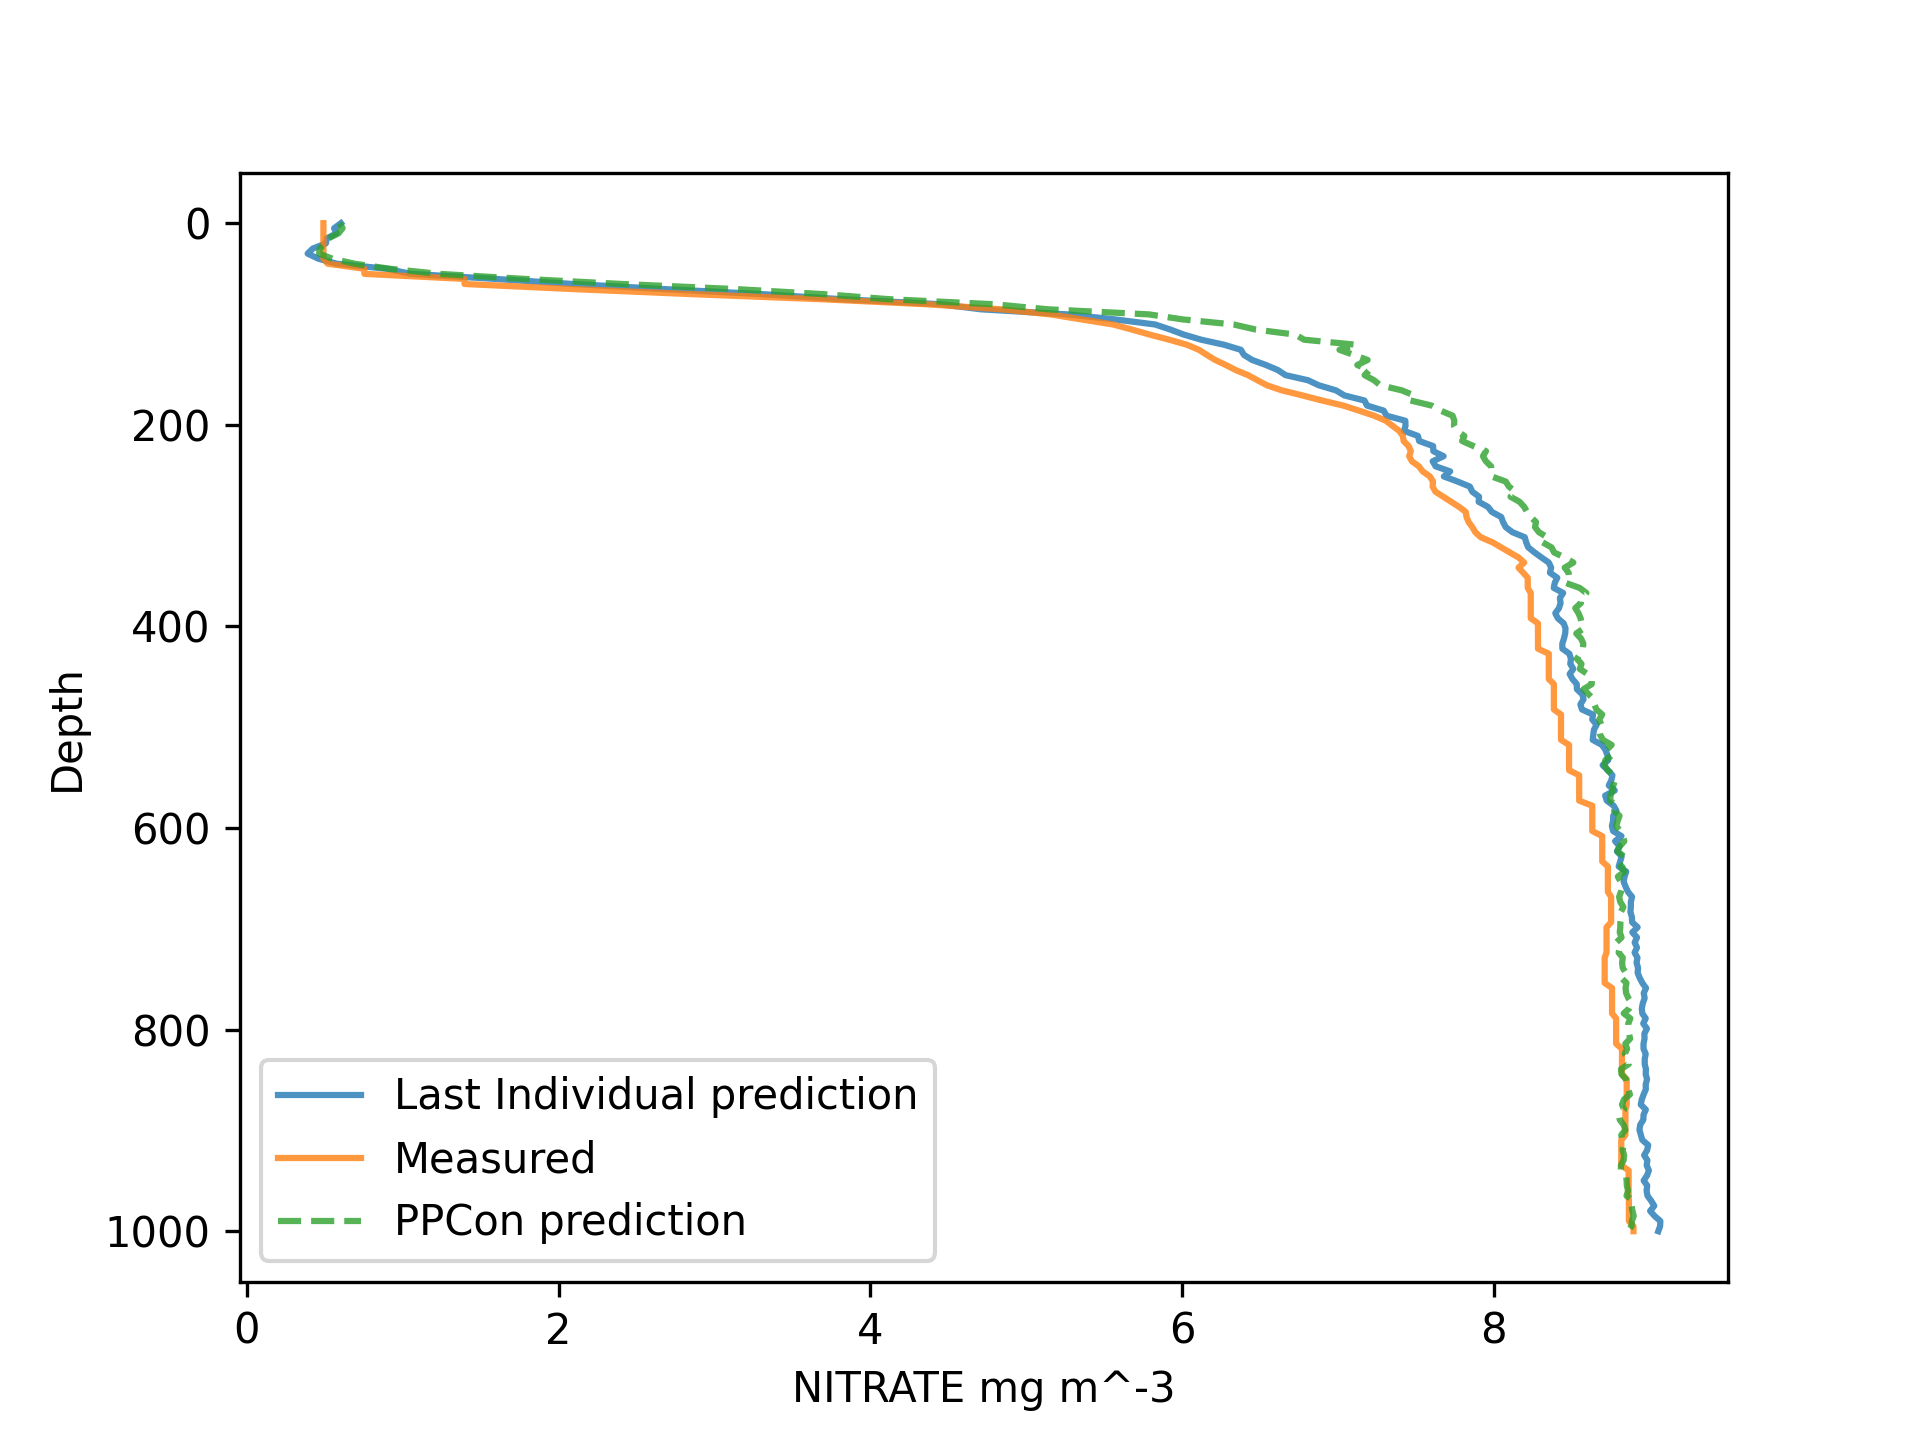 0
200
400
600
800
1000
Depth
Last Individual prediction
Measured
PPCon prediction
0 2 4 6 8
NITRATE mg m^-3